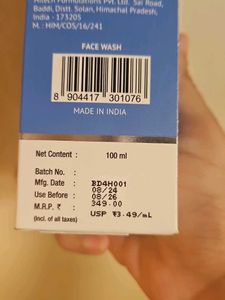 Hitech Formulations Pvt. Ltd. Sai Road,
Baddi, Distt. Solan, Himachal Pradesh,
India - 173205
M. : HIM/COS/16/241
FACE WASH
8 904417 301076
MADE IN INDIA
Net Content : 100 ml
Batch No. : BD4H001
Mfg. Date : 08/24
Use Before : 08/26
M.R.P. ₹ : 349.00
(incl. of all taxes) USP ₹3.49/mL